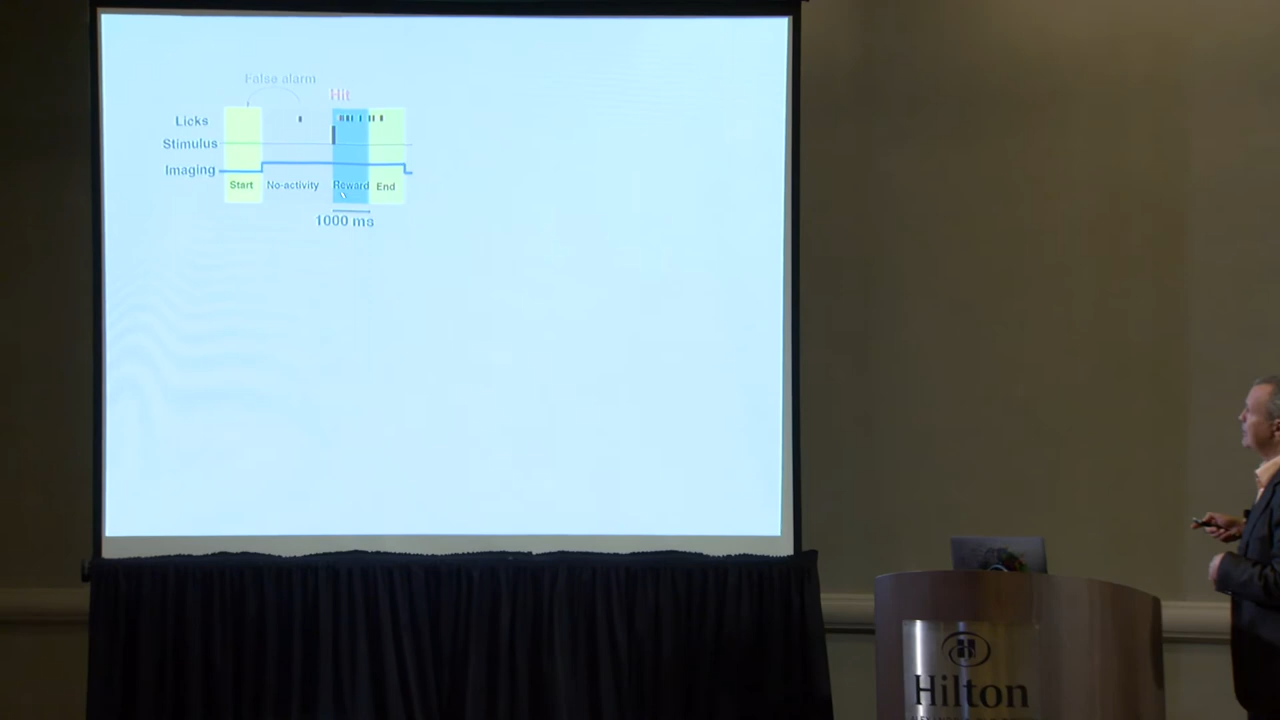 False alarm
Hit
Licks
Stimulus
Imaging
Start
No-activity
Reward
End
1000 ms
Hilton